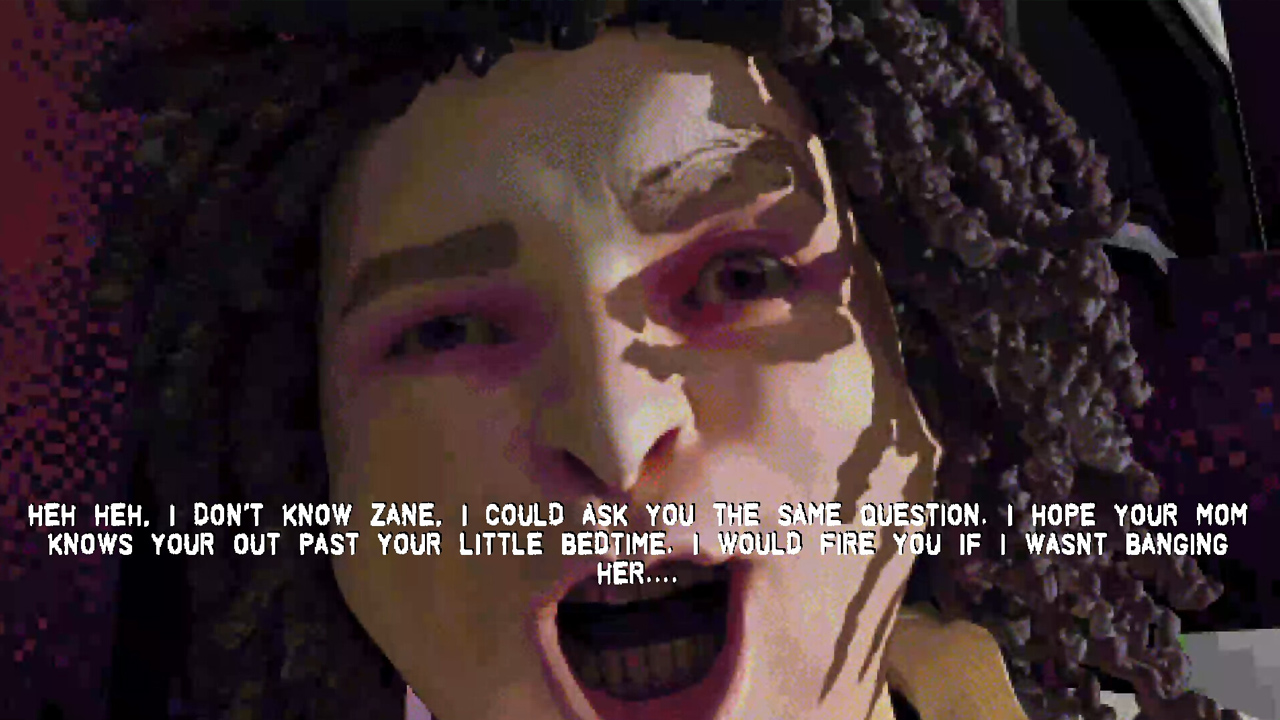 HEH HEH, I DON'T KNOW ZANE, I COULD ASK YOU THE SAME QUESTION. I HOPE YOUR MOM
KNOWS YOUR OUT PAST YOUR LITTLE BEDTIME. I WOULD FIRE YOU IF I WASNT BANGING
HER....